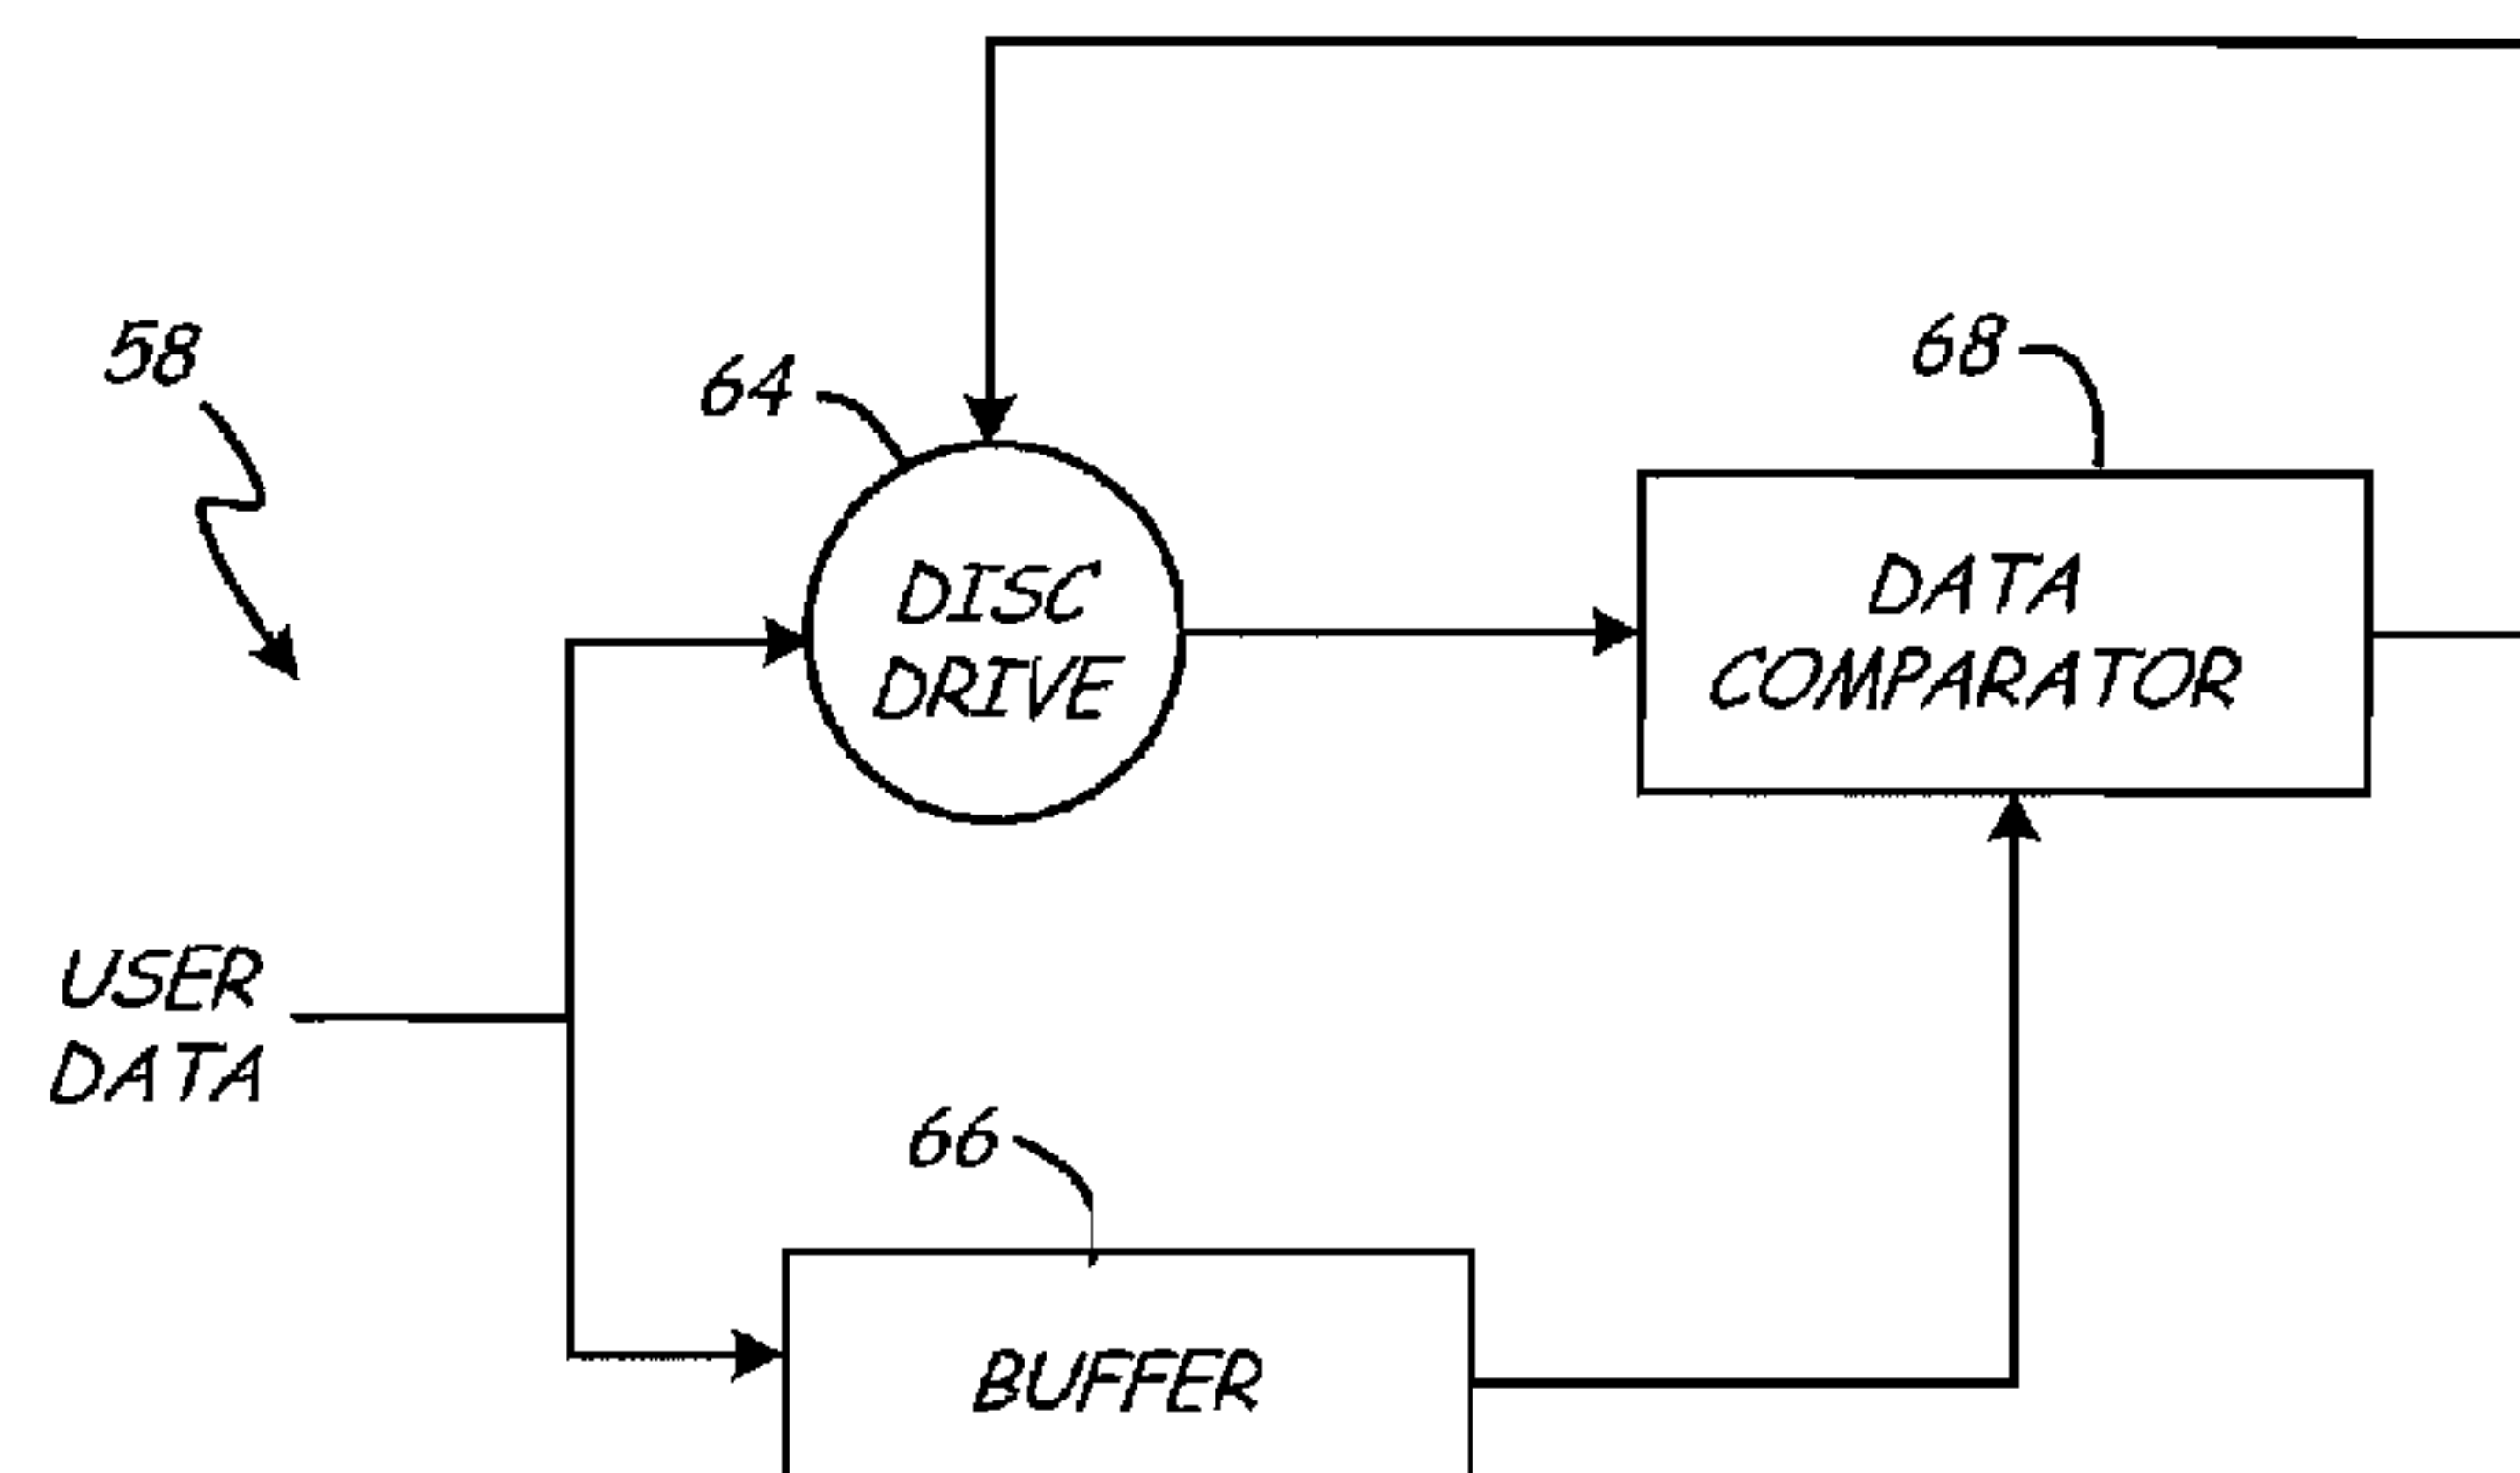 58
64
68
DISC
DRIVE
DATA
COMPARATOR
USER
DATA
66
BUFFER